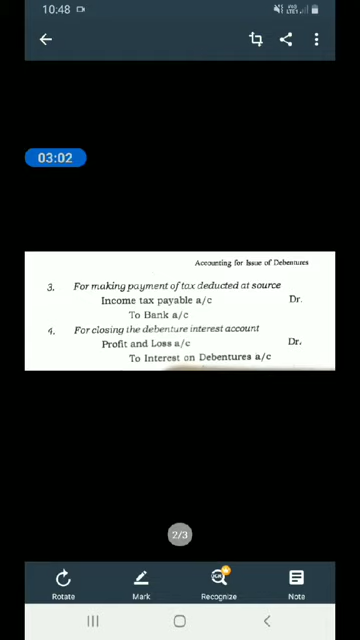 10:48
03:02
Accounting for Issue of Debentures
3. For making payment of tax deducted at source
Income tax payable a/c Dr.
To Bank a/c
4. For closing the debenture interest account
Profit and Loss a/c Dr.
To Interest on Debentures a/c
2/3
Rotate Mark Recognize Note